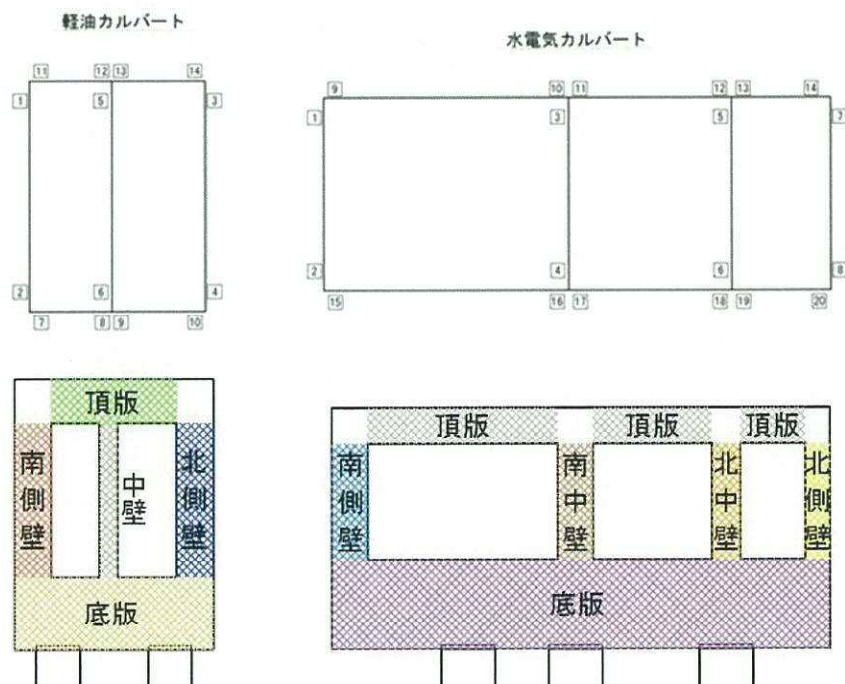 軽油カルバート
11 12 13 14
1 5 3
2 6 4
7 8 9 10
水電気カルバート
9 10 11 12 13 14
1 3 5 7
2 4 6 8
15 16 17 18 19 20
頂版
南側壁
中壁
北側壁
底版
頂版 頂版 頂版
南側壁
南中壁
北中壁
北側壁
底版